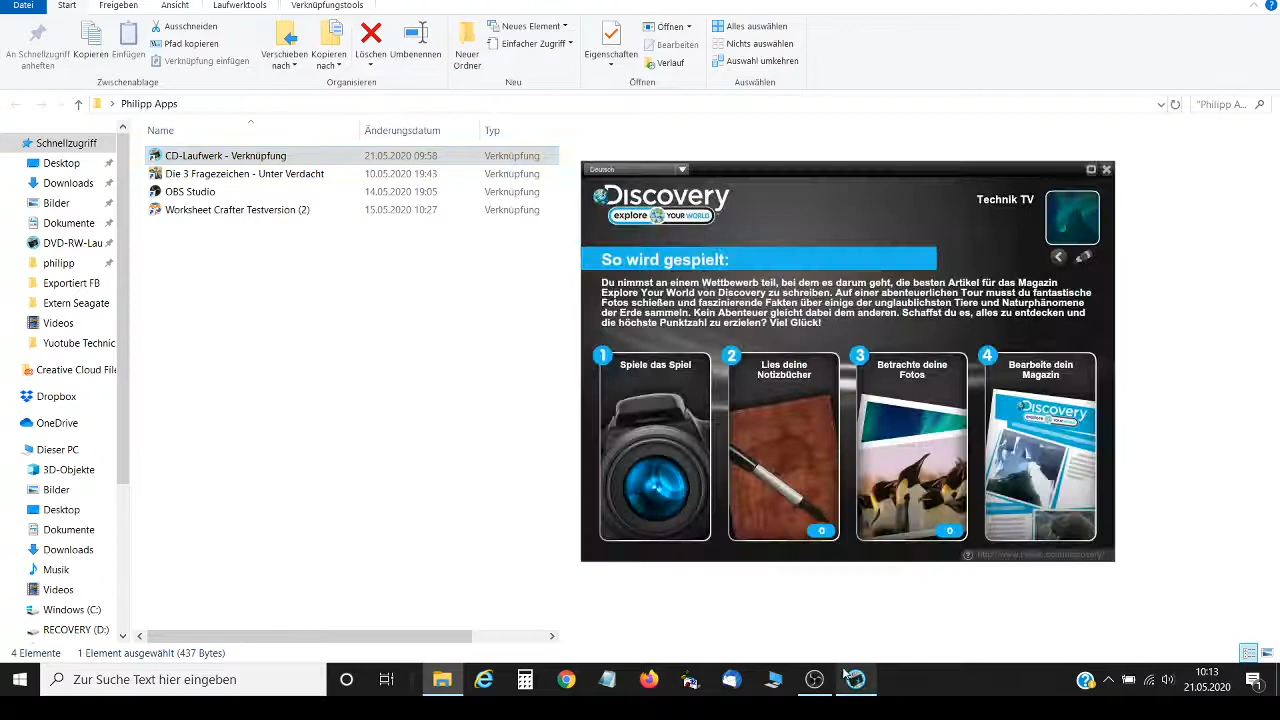 Datei
Start
Freigeben
Ansicht
Laufwerktools
Verknüpfungstools
An Schnellzugriff
anheften
Kopieren
Einfügen
Ausschneiden
Pfad kopieren
Verknüpfung einfügen
Zwischenablage
Verschieben
nach
Kopieren
nach
Löschen
Umbenennen
Organisieren
Neuer
Ordner
Neues Element
Einfacher Zugriff
Neu
Eigenschaften
Öffnen
Bearbeiten
Verlauf
Öffnen
Alles auswählen
Nichts auswählen
Auswahl umkehren
Auswählen
Philipp Apps
"Philipp A...
Name
Änderungsdatum
Typ
CD-Laufwerk - Verknüpfung 21.05.2020 09:58 Verknüpfung
Die 3 Fragezeichen - Unter Verdacht 10.05.2020 19:43 Verknüpfung
OBS Studio 14.05.2020 19:05 Verknüpfung
Worksheet Crafter Testversion (2) 15.05.2020 10:27 Verknüpfung
Schnellzugriff
Desktop
Downloads
Bilder
Dokumente
DVD-RW-Lau
philipp
Exportiert FB
Extern Seagate
Videos
Yuotube Technic
Creative Cloud File
Dropbox
OneDrive
Dieser PC
3D-Objekte
Bilder
Desktop
Dokumente
Downloads
Musik
Videos
Windows (C:)
RECOVERY (D:)
Deutsch
Discovery
explore YOUR WORLD
Technik TV
So wird gespielt:
Du nimmst an einem Wettbewerb teil, bei dem es darum geht, die besten Artikel für das Magazin
Explore Your World von Discovery zu schreiben. Auf einer abenteuerlichen Tour musst du fantastische
Fotos schießen und faszinierende Fakten über einige der unglaublichsten Tiere und Naturphänomene
der Erde sammeln. Kein Abenteuer gleicht dabei dem anderen. Schaffst du es, alles zu entdecken und
die höchste Punktzahl zu erzielen? Viel Glück!
1
Spiele das Spiel
2
Lies deine
Notizbücher
0
3
Betrachte deine
Fotos
0
4
Bearbeite dein
Magazin
Discovery
4 Elemente
1 Element ausgewählt (437 Bytes)
Zur Suche Text hier eingeben
10:13
21.05.2020
1